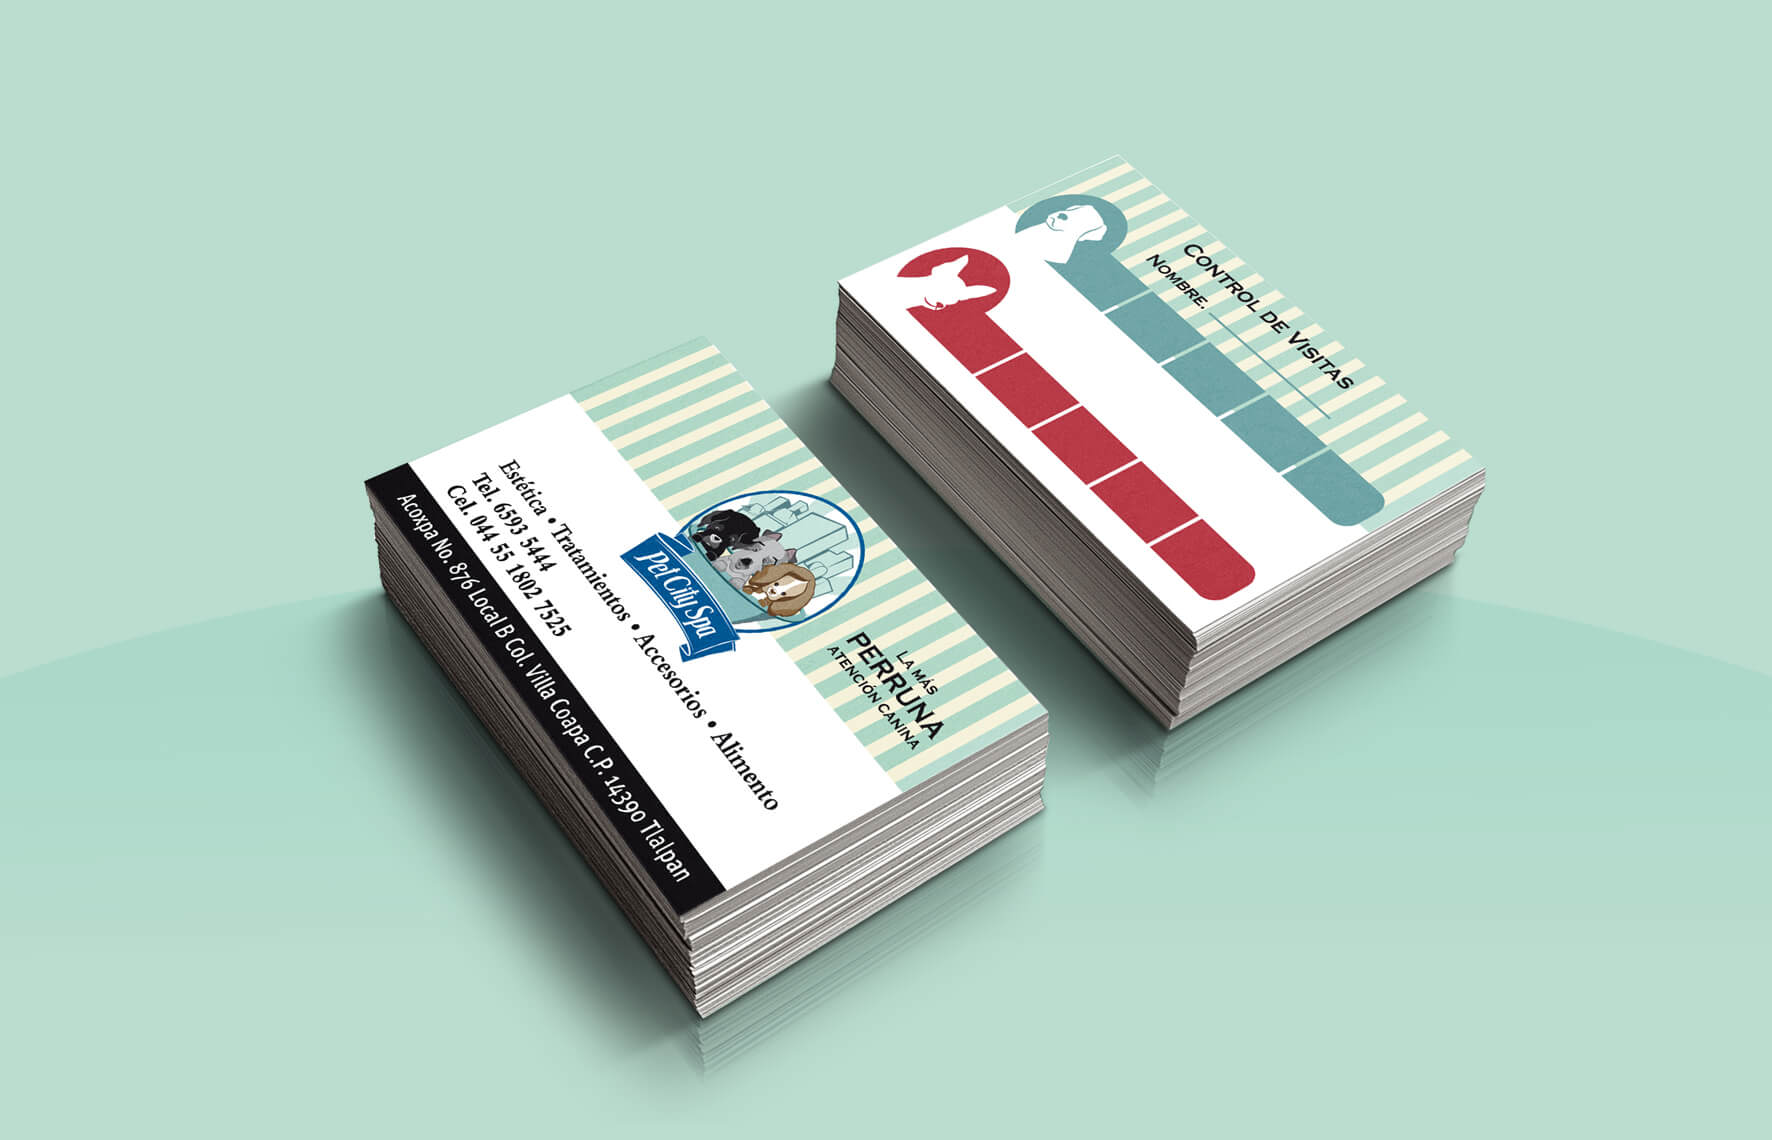 Pet City Spa
La más
PERRUNA
atención canina
Estética • Tratamientos • Accesorios • Alimento
Tel. 6593 5444
Cel. 044 55 1802 7525
Acoxpa No. 876 Local B Col. Villa Coapa C.P. 14390 Tlalpan
Control de Visitas
Nombre.